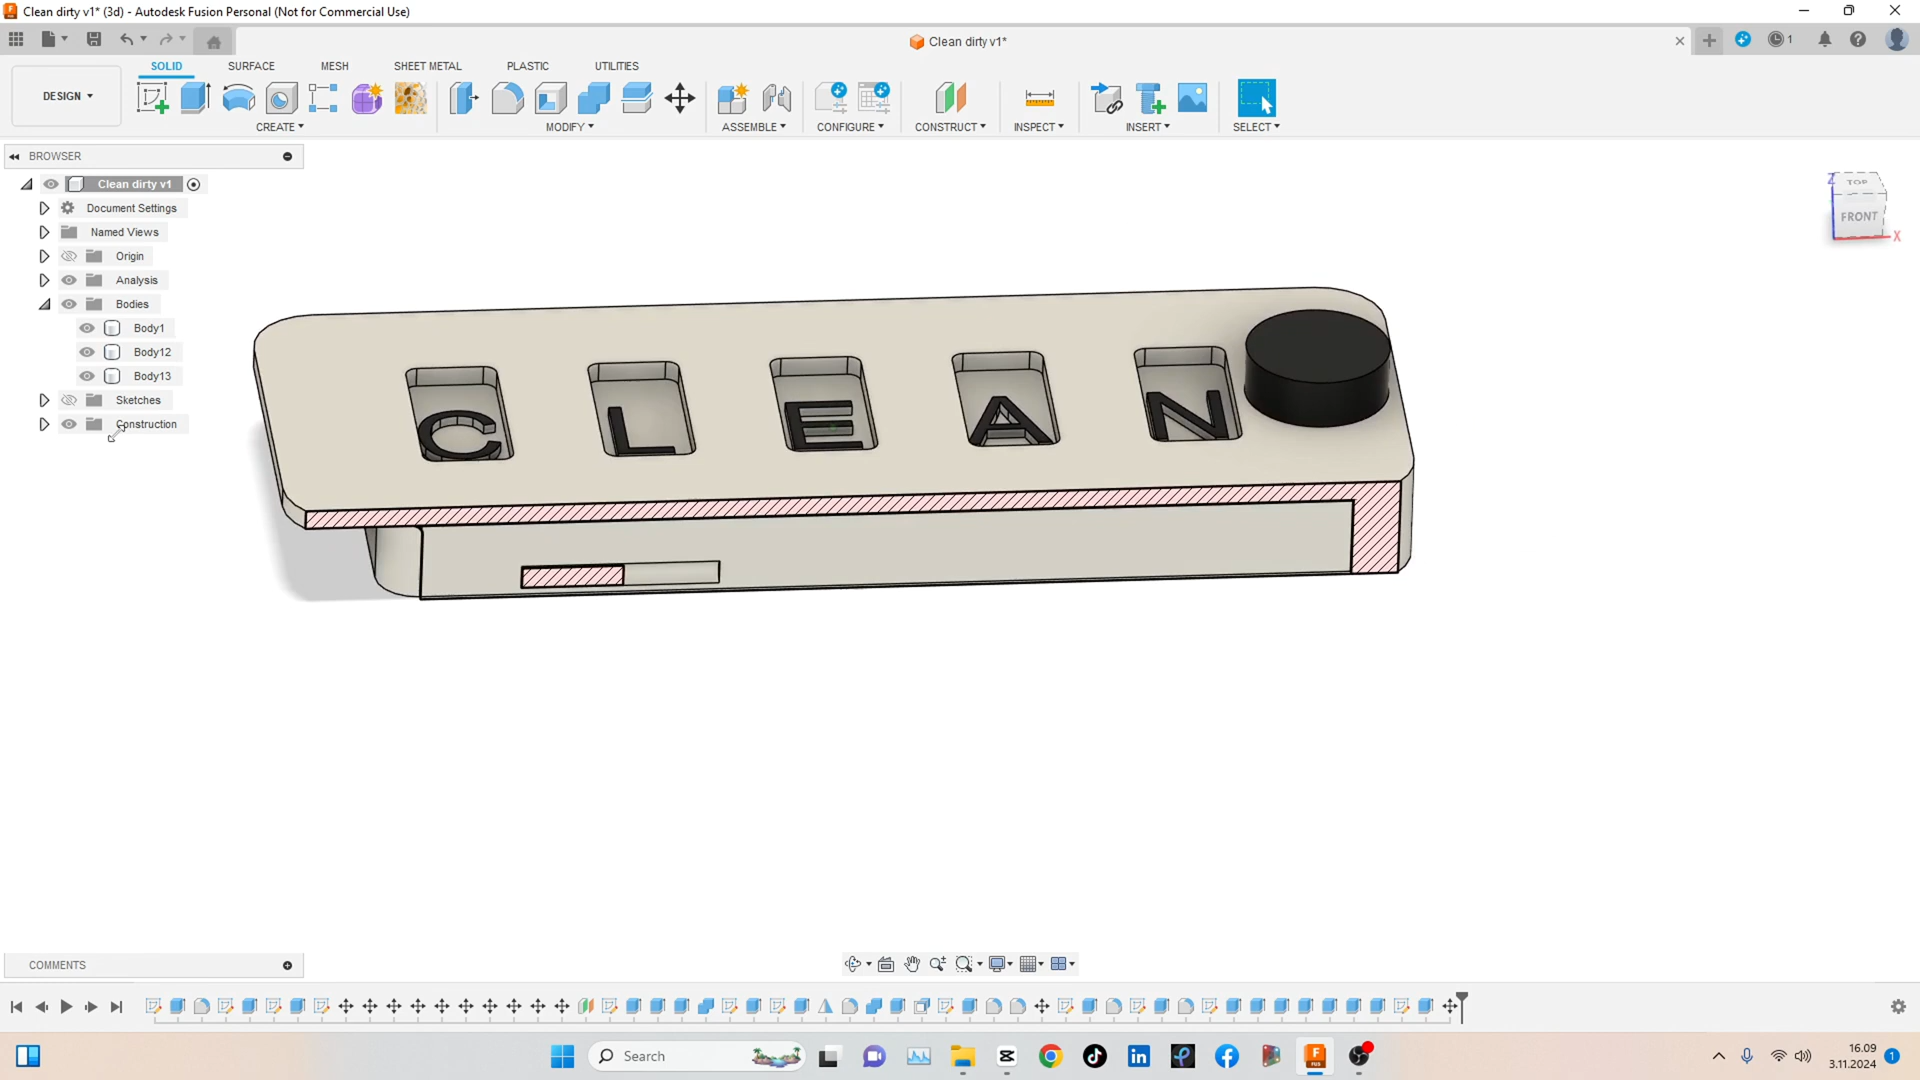 Clean dirty v1* (3d) - Autodesk Fusion Personal (Not for Commercial Use)
Clean dirty v1*
1
SOLID SURFACE MESH SHEET METAL PLASTIC UTILITIES
DESIGN
CREATE MODIFY ASSEMBLE CONFIGURE CONSTRUCT INSPECT INSERT SELECT
BROWSER
Clean dirty v1
Document Settings
Named Views
Origin
Analysis
Bodies
Body1
Body12
Body13
Sketches
Construction
TOP
Z
FRONT
X
C L E A N
COMMENTS
Search
16.09
3.11.2024
1